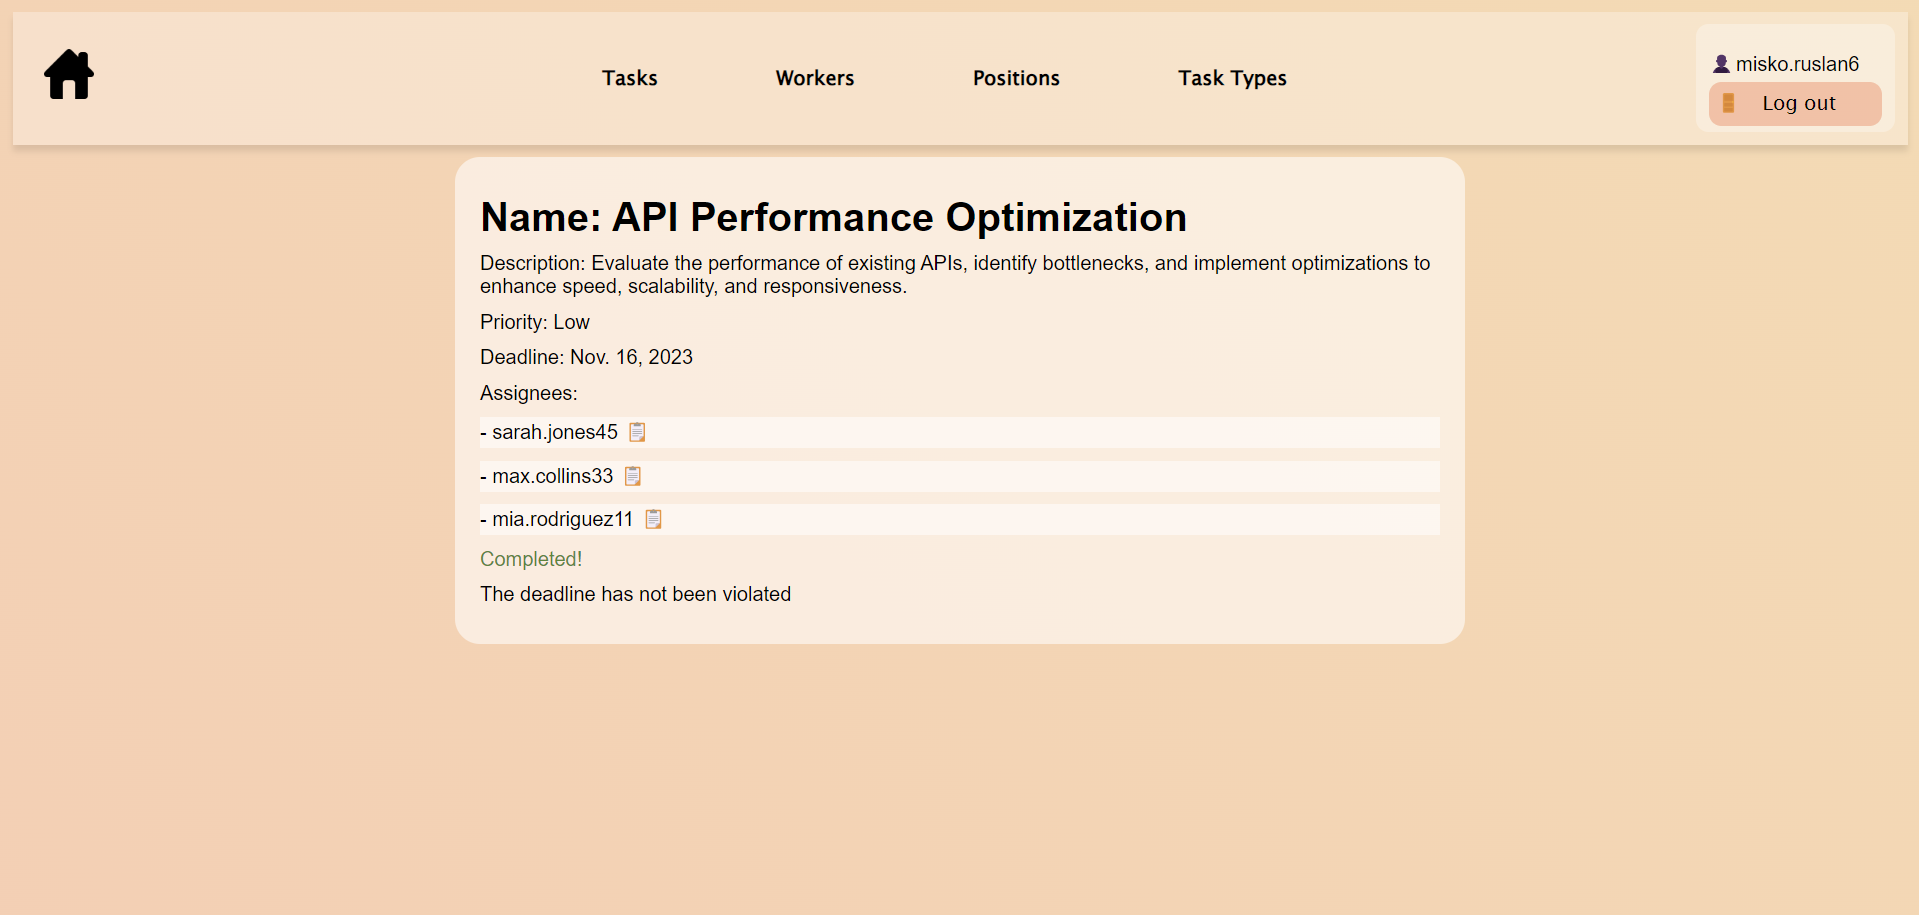 Tasks
Workers
Positions
Task Types
misko.ruslan6
Log out
Name: API Performance Optimization
Description: Evaluate the performance of existing APIs, identify bottlenecks, and implement optimizations to
enhance speed, scalability, and responsiveness.
Priority: Low
Deadline: Nov. 16, 2023
Assignees:
- sarah.jones45
- max.collins33
- mia.rodriguez11
Completed!
The deadline has not been violated